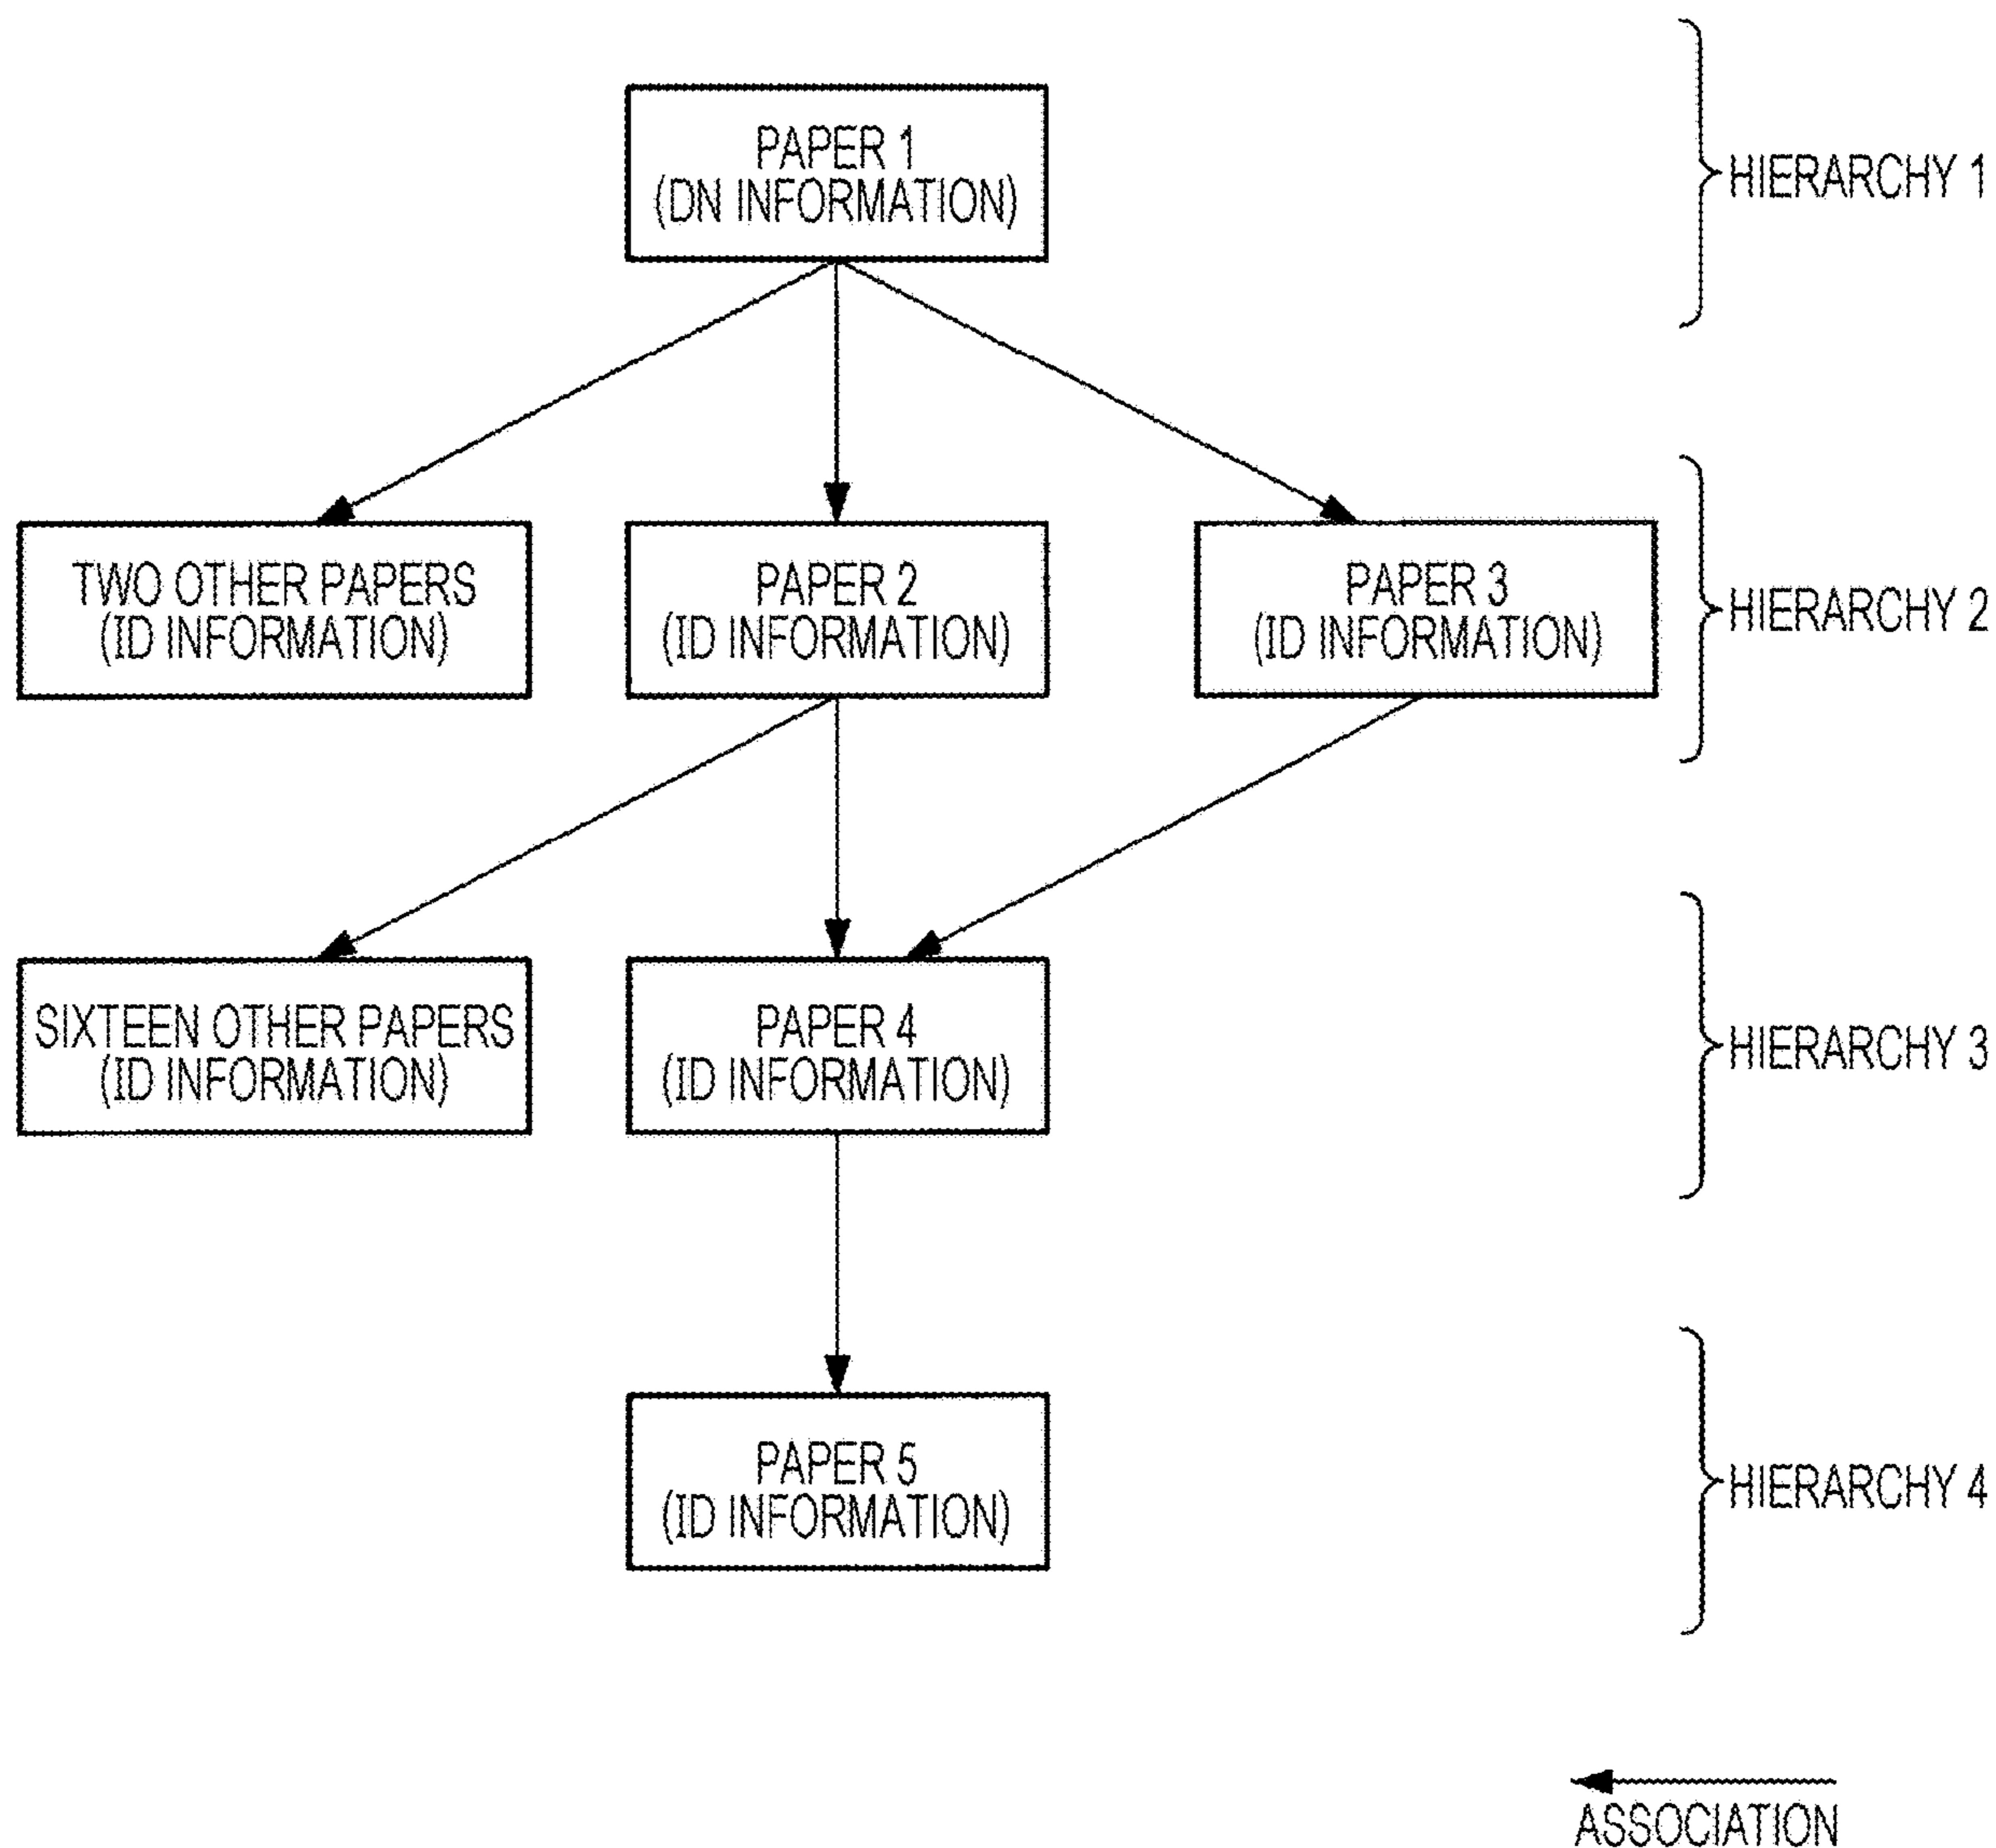 PAPER 1
(DN INFORMATION)
HIERARCHY 1
TWO OTHER PAPERS
(ID INFORMATION)
PAPER 2
(ID INFORMATION)
PAPER 3
(ID INFORMATION)
HIERARCHY 2
SIXTEEN OTHER PAPERS
(ID INFORMATION)
PAPER 4
(ID INFORMATION)
HIERARCHY 3
PAPER 5
(ID INFORMATION)
HIERARCHY 4
ASSOCIATION